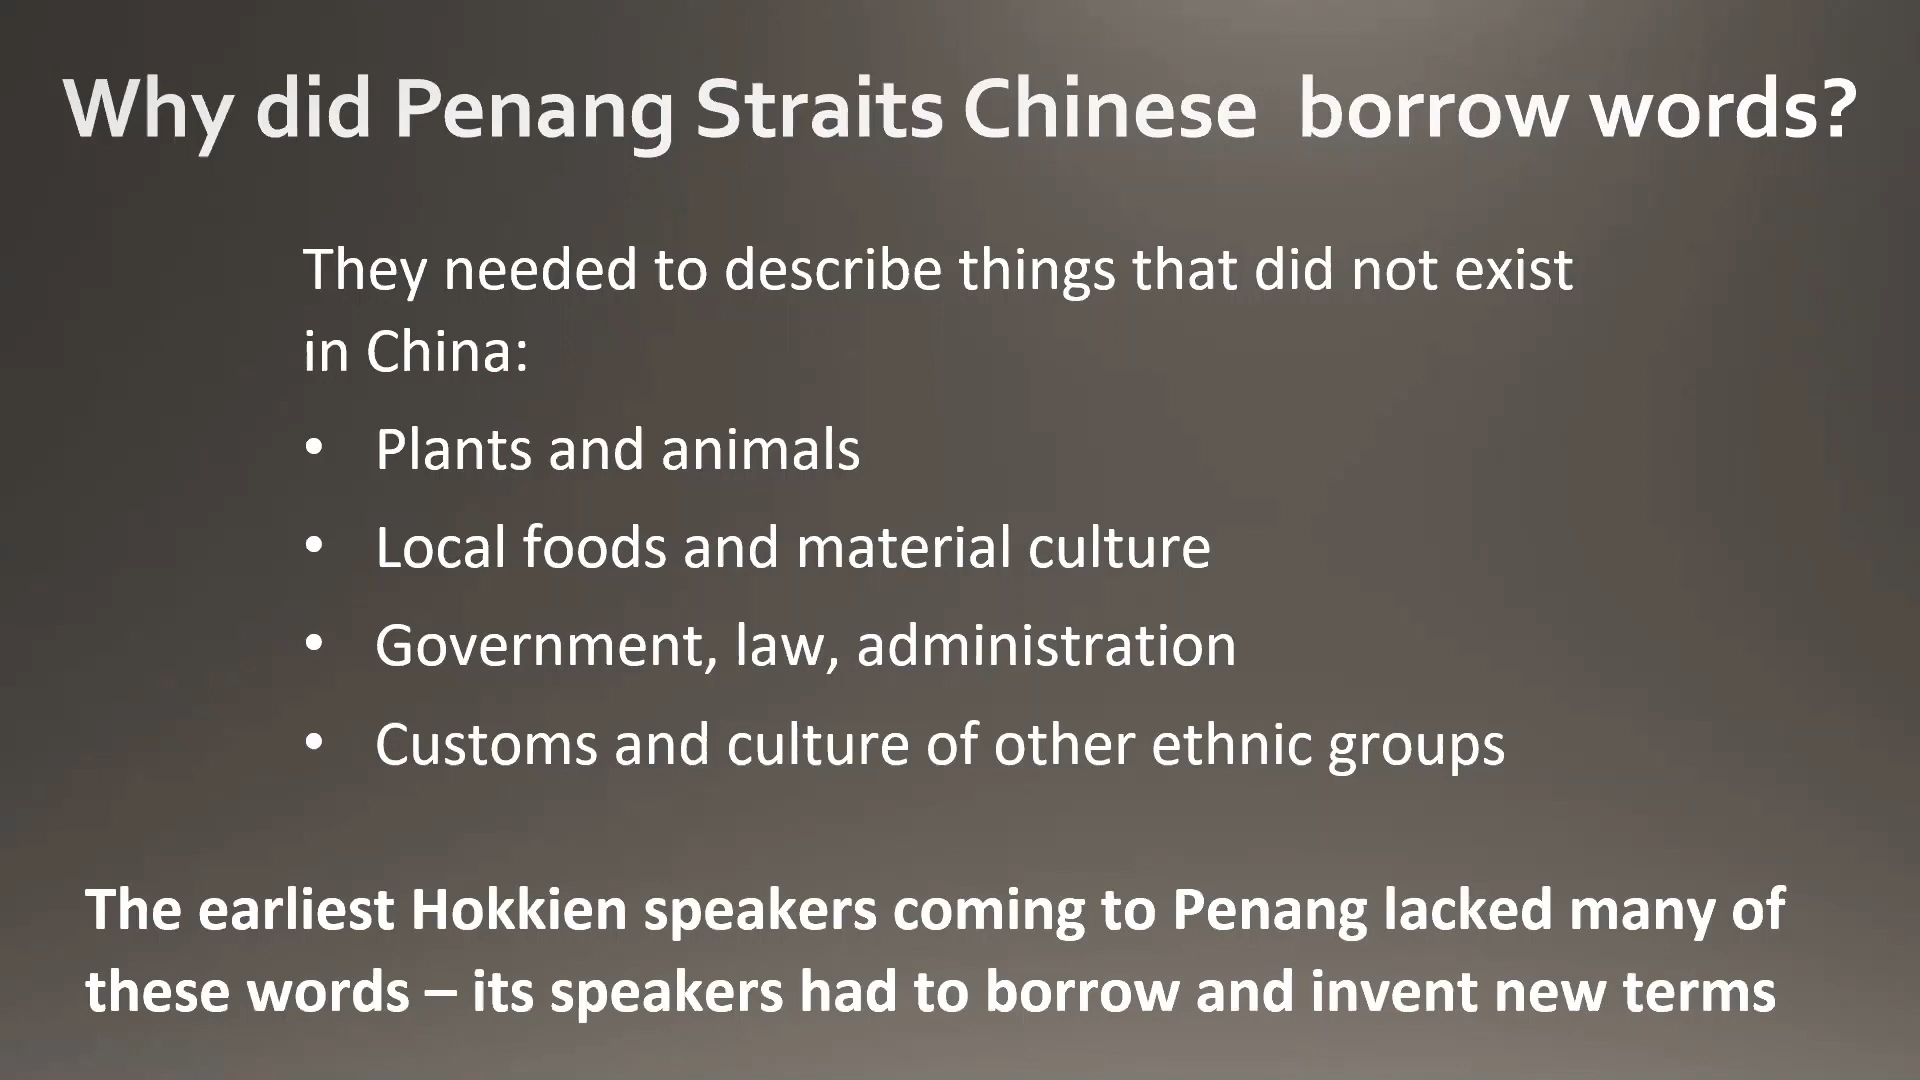 Why did Penang Straits Chinese borrow words?
They needed to describe things that did not exist
in China:
• Plants and animals
• Local foods and material culture
• Government, law, administration
• Customs and culture of other ethnic groups
The earliest Hokkien speakers coming to Penang lacked many of
these words – its speakers had to borrow and invent new terms